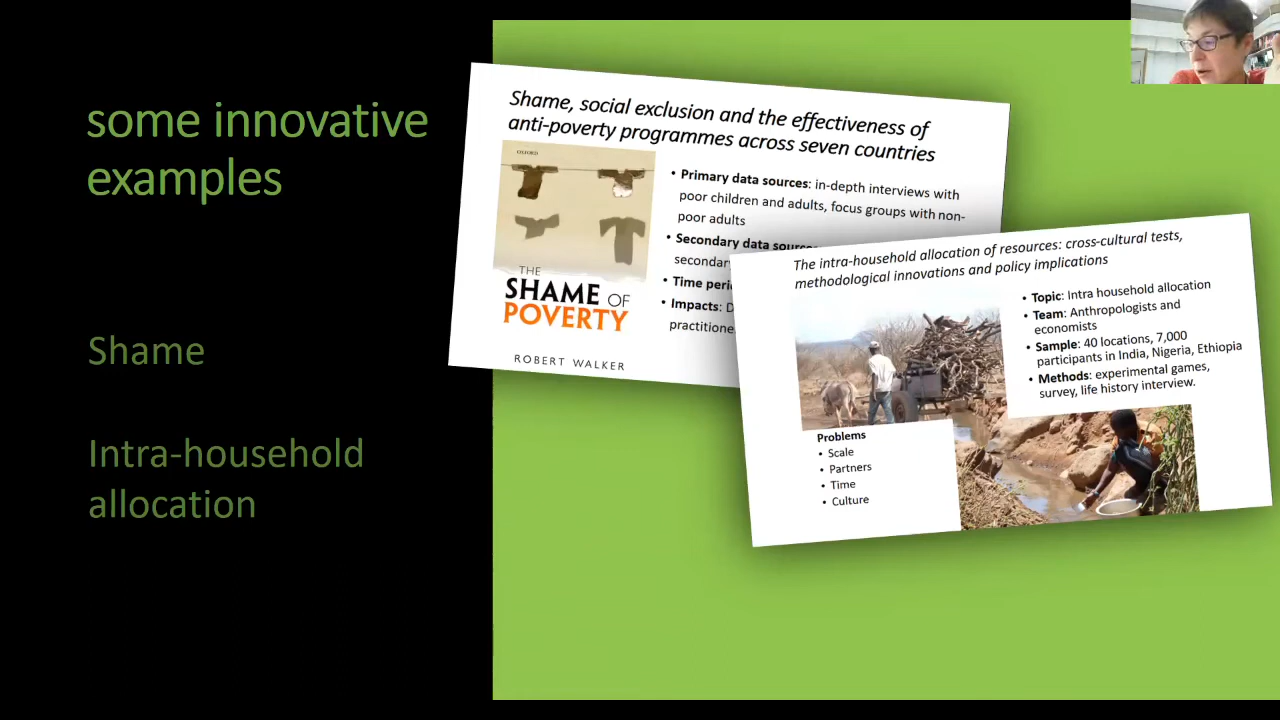 some innovative
examples
Shame
Intra-household
allocation
Shame, social exclusion and the effectiveness of
anti-poverty programmes across seven countries
OXFORD
THE
SHAME OF
POVERTY
ROBERT WALKER
• Primary data sources: in-depth interviews with
poor children and adults, focus groups with non-
poor adults
• Secondary data
secondary
• Time
• Impacts:
The intra-household allocation of resources: cross-cultural tests,
methodological innovations and policy implications
• Topic: Intra household allocation
• Team: Anthropologists and
economists
• Sample: 40 locations, 7,000
participants in India, Nigeria, Ethiopia
• Methods: experimental games,
survey, life history interview.
Problems
• Scale
• Partners
• Time
• Culture